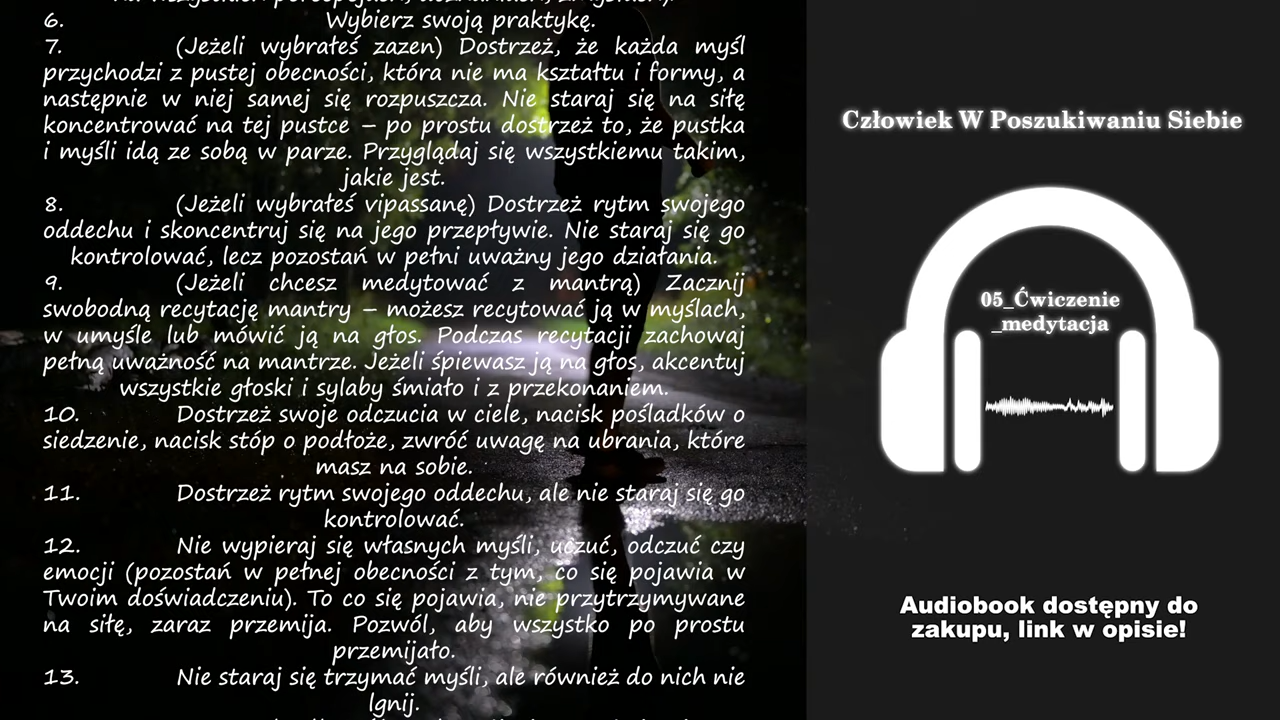 6. Wybierz swoją praktykę.
7. (Jeżeli wybrałeś zazen) Dostrzeż, że każda myśl
przychodzi z pustej obecności, która nie ma kształtu i formy, a
następnie w niej samej się rozpuszcza. Nie staraj się na siłę
koncentrować na tej pustce – po prostu dostrzeż to, że pustka
i myśli idą ze sobą w parze. Przyglądaj się wszystkiemu takim,
jakie jest.
8. (Jeżeli wybrałeś vipassanę) Dostrzeż rytm swojego
oddechu i skoncentruj się na jego przepływie. Nie staraj się go
kontrolować, lecz pozostań w pełni uważny jego działania.
9. (Jeżeli chcesz medytować z mantrą) Zacznij
swobodną recytację mantry – możesz recytować ją w myślach,
w umyśle lub mówić ją na głos. Podczas recytacji zachowaj
pełną uważność na mantrze. Jeżeli śpiewasz ją na głos, akcentuj
wszystkie głoski i sylaby śmiało i z przekonaniem.
10. Dostrzeż swoje odczucia w ciele, nacisk pośladków o
siedzenie, nacisk stóp o podłoże, zwróć uwagę na ubrania, które
masz na sobie.
11. Dostrzeż rytm swojego oddechu, ale nie staraj się go
kontrolować.
12. Nie wypieraj się własnych myśli, uczuć, odczuć czy
emocji (pozostań w pełnej obecności z tym, co się pojawia w
Twoim doświadczeniu). To co się pojawia, nie przytrzymywane
na siłę, zaraz przemija. Pozwól, aby wszystko po prostu
przemijało.
13. Nie staraj się trzymać myśli, ale również do nich nie
lgnij.
Człowiek W Poszukiwaniu Siebie
05_Ćwiczenie
_medytacja
Audiobook dostępny do
zakupu, link w opisie!